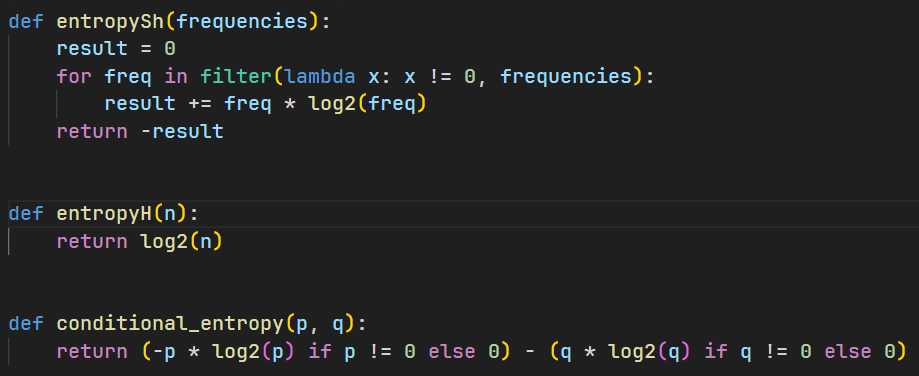 def entropySh(frequencies):
    result = 0
    for freq in filter(lambda x: x != 0, frequencies):
        result += freq * log2(freq)
    return -result
def entropyH(n):
    return log2(n)
def conditional_entropy(p, q):
    return (-p * log2(p) if p != 0 else 0) - (q * log2(q) if q != 0 else 0)